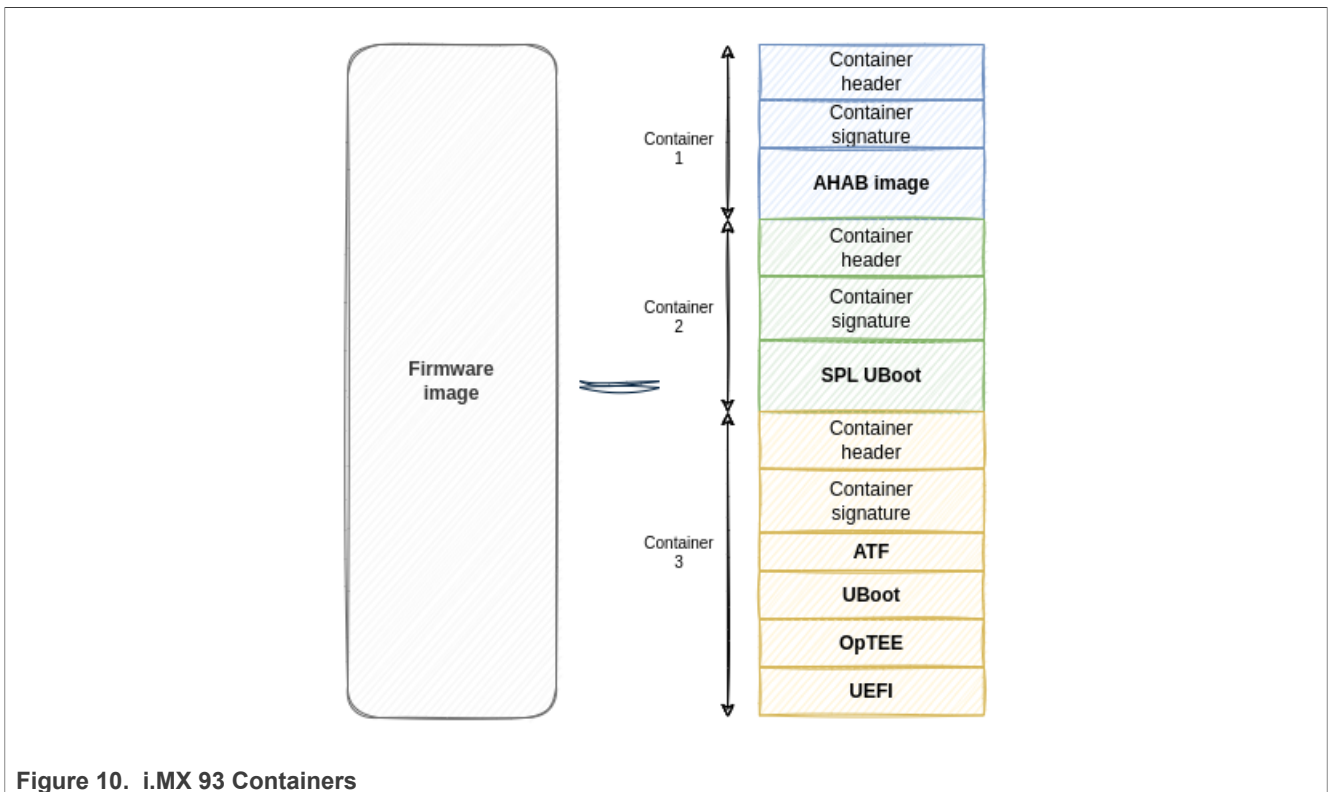 Firmware
image
Container
1
Container
header
Container
signature
AHAB image
Container
2
Container
header
Container
signature
SPL UBoot
Container
3
Container
header
Container
signature
ATF
UBoot
OpTEE
UEFI
Figure 10. i.MX 93 Containers